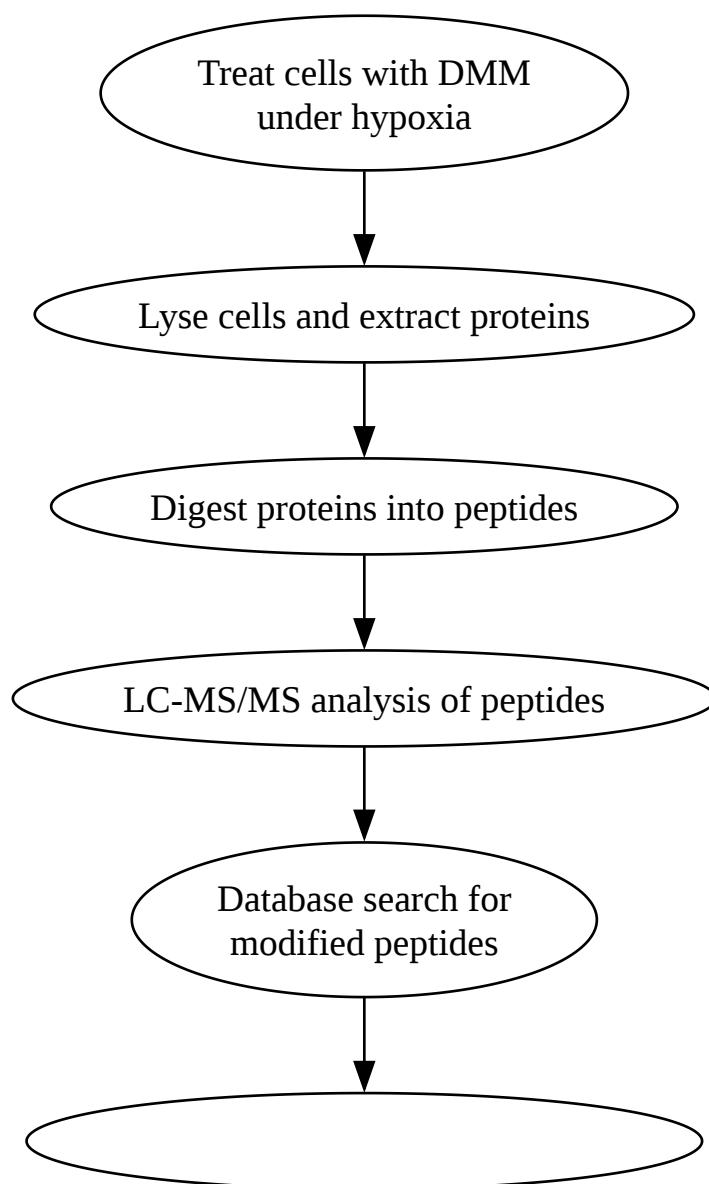 Treat cells with DMM
under hypoxia
Lyse cells and extract proteins
Digest proteins into peptides
LC-MS/MS analysis of peptides
Database search for
modified peptides